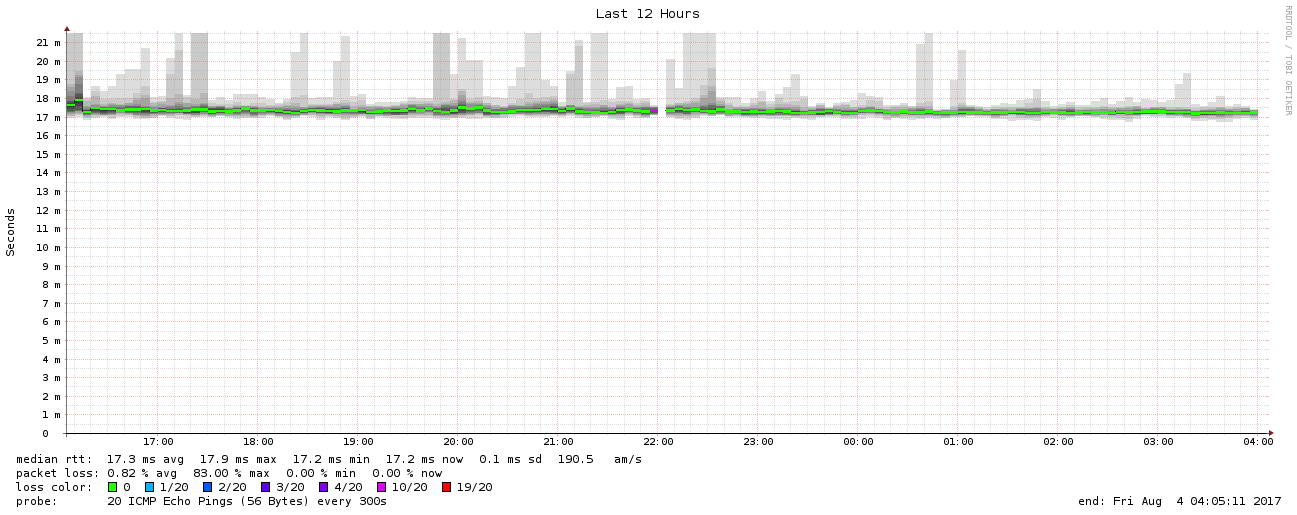 Last 12 Hours
RRDTOOL / TOBI OETIKER
Seconds
21 m
20 m
19 m
18 m
17 m
16 m
15 m
14 m
13 m
12 m
11 m
10 m
9 m
8 m
7 m
6 m
5 m
4 m
3 m
2 m
1 m
0
17:00 18:00 19:00 20:00 21:00 22:00 23:00 00:00 01:00 02:00 03:00 04:00
median rtt: 17.3 ms avg 17.9 ms max 17.2 ms min 17.2 ms now 0.1 ms sd 190.5 am/s
packet loss: 0.82 % avg 83.00 % max 0.00 % min 0.00 % now
loss color: 0 1/20 2/20 3/20 4/20 10/20 19/20
probe: 20 ICMP Echo Pings (56 Bytes) every 300s end: Fri Aug 4 04:05:11 2017